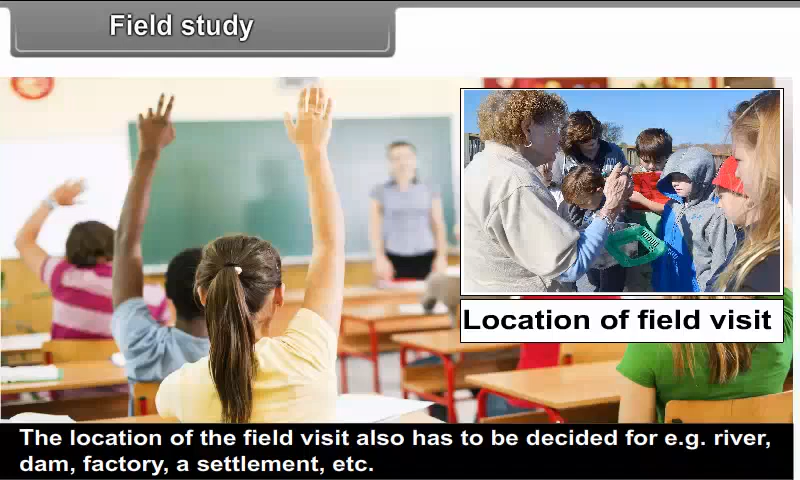 Field study
Location of field visit
The location of the field visit also has to be decided for e.g. river,
dam, factory, a settlement, etc.